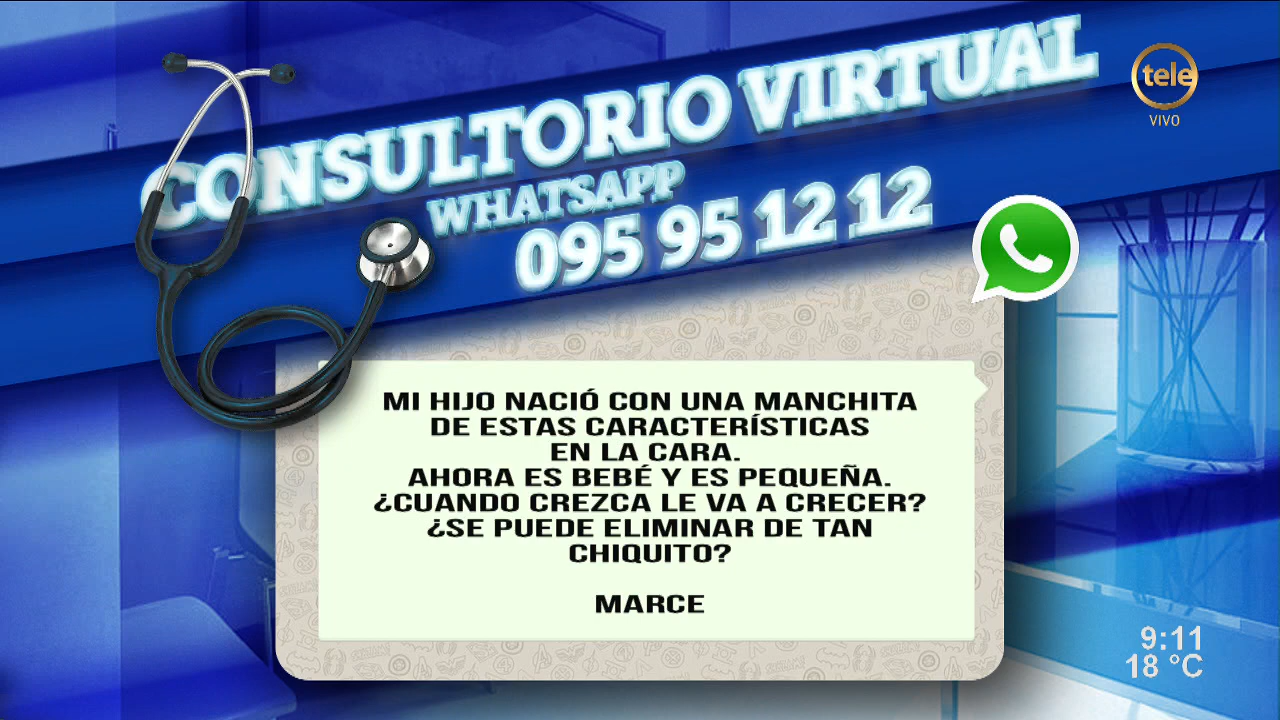 CONSULTORIO VIRTUAL
WHATSAPP
095 95 12 12
tele
VIVO
MI HIJO NACIÓ CON UNA MANCHITA
DE ESTAS CARACTERÍSTICAS
EN LA CARA.
AHORA ES BEBÉ Y ES PEQUEÑA.
¿CUANDO CREZCA LE VA A CRECER?
¿SE PUEDE ELIMINAR DE TAN
CHIQUITO?
MARCE
9:11
18 °C